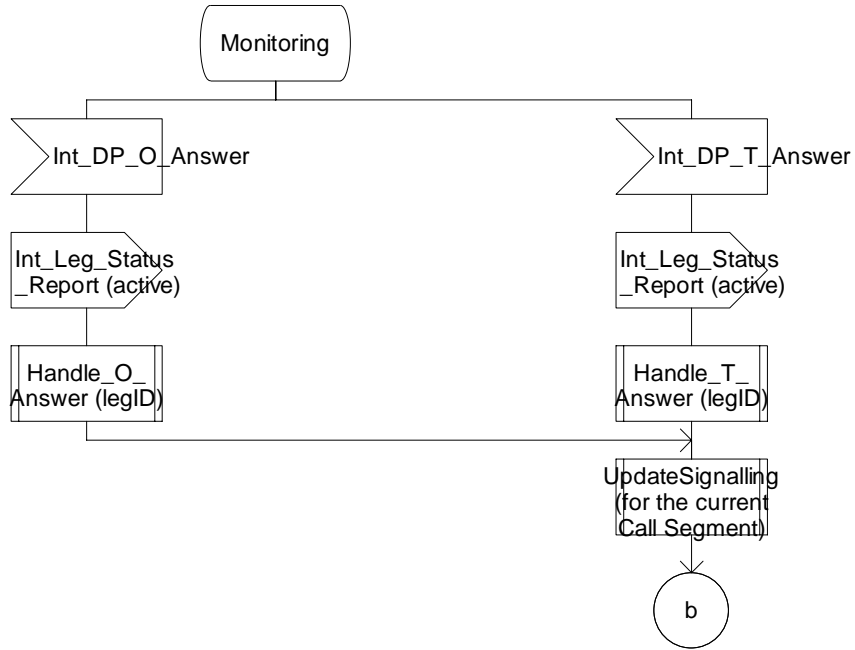 Monitoring
Int_DP_O_Answer
Int_DP_T_Answer
Int_Leg_Status
_Report (active)
Int_Leg_Status
_Report (active)
Handle_O_
Answer (legID)
Handle_T_
Answer (legID)
UpdateSignalling
(for the current
Call Segment)
b